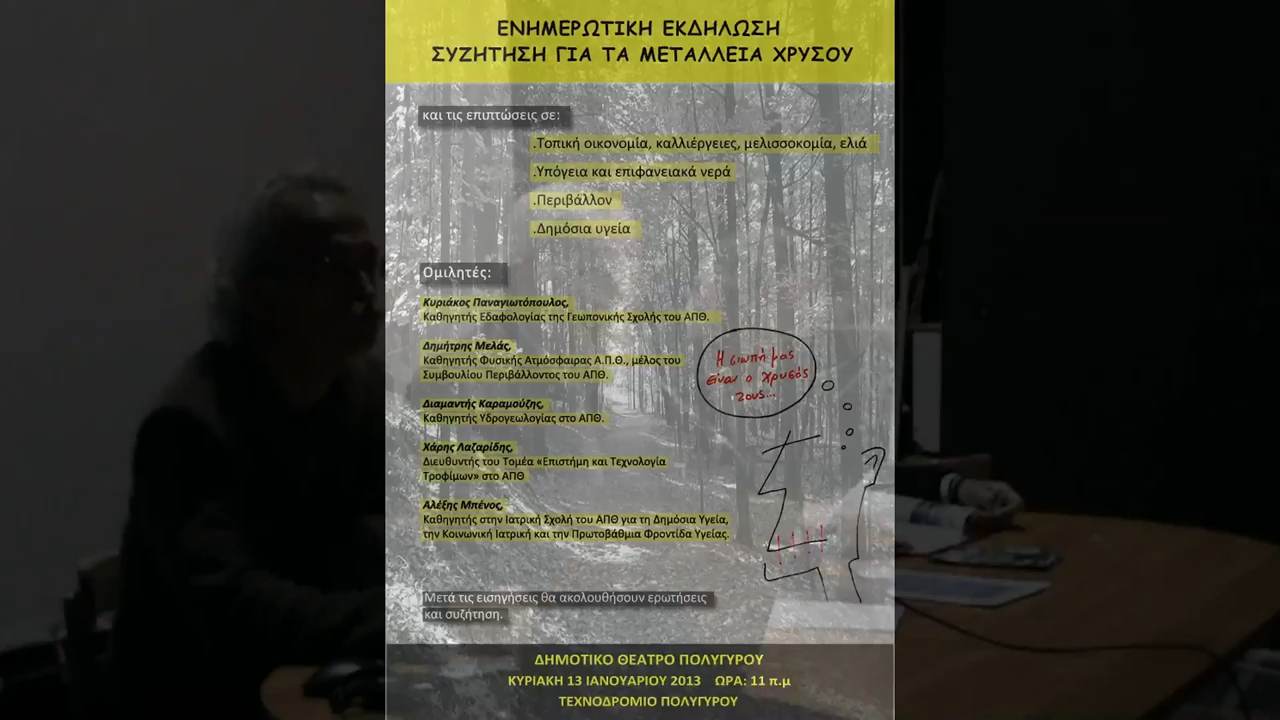 ΕΝΗΜΕΡΩΤΙΚΗ ΕΚΔΗΛΩΣΗ
ΣΥΖΗΤΗΣΗ ΓΙΑ ΤΑ ΜΕΤΑΛΛΕΙΑ ΧΡΥΣΟΥ
και τις επιπτώσεις σε:
.Τοπική οικονομία, καλλιέργειες, μελισσοκομία, ελιά
.Υπόγεια και επιφανειακά νερά
.Περιβάλλον
.Δημόσια υγεία
Ομιλητές:
Κυριάκος Παναγιωτόπουλος,
Καθηγητής Εδαφολογίας της Γεωπονικής Σχολής του ΑΠΘ.
Δημήτρης Μελάς,
Καθηγητής Φυσικής Ατμόσφαιρας Α.Π.Θ., μέλος του
Συμβουλίου Περιβάλλοντος του ΑΠΘ.
Διαμαντής Καραμούζης,
Καθηγητής Υδρογεωλογίας στο ΑΠΘ.
Χάρης Λαζαρίδης,
Διευθυντής του Τομέα «Επιστήμη και Τεχνολογία
Τροφίμων» στο ΑΠΘ
Αλέξης Μπένος,
Καθηγητής στην Ιατρική Σχολή του ΑΠΘ για τη Δημόσια Υγεία,
την Κοινωνική Ιατρική και την Πρωτοβάθμια Φροντίδα Υγείας.
Η σιωπή μας
είναι ο χρυσός
τους...
Μετά τις εισηγήσεις θα ακολουθήσουν ερωτήσεις
και συζήτηση.
ΔΗΜΟΤΙΚΟ ΘΕΑΤΡΟ ΠΟΛΥΓΥΡΟΥ
ΚΥΡΙΑΚΗ 13 ΙΑΝΟΥΑΡΙΟΥ 2013 ΩΡΑ: 11 π.μ
ΤΕΧΝΟΔΡΟΜΙΟ ΠΟΛΥΓΥΡΟΥ